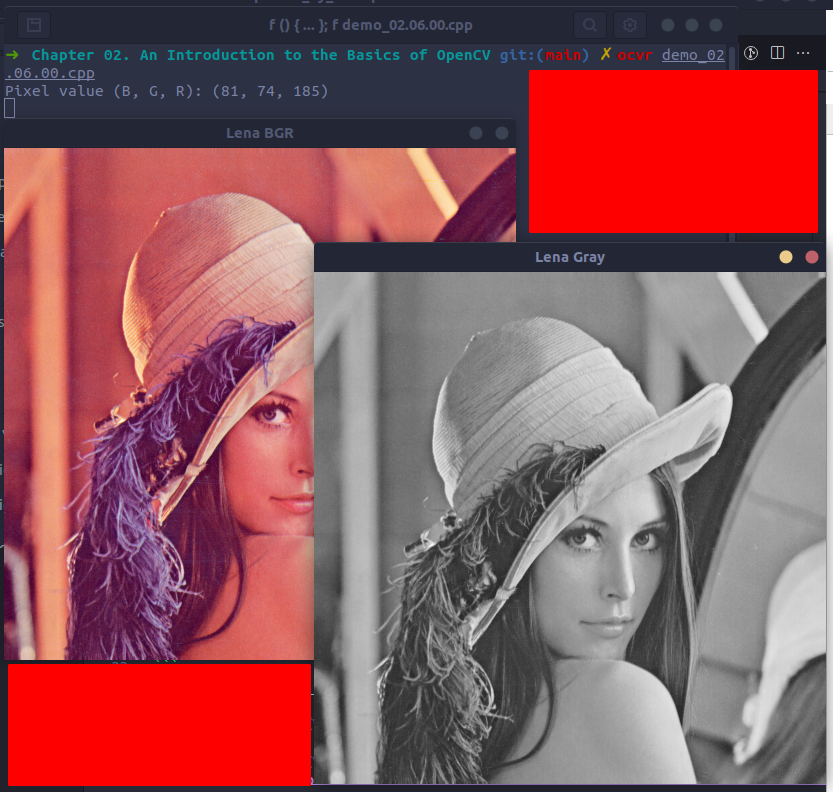 f () { ... }; f demo_02.06.00.cpp
→ Chapter 02. An Introduction to the Basics of OpenCV git:(main) ✗ ocvr demo_02
.06.00.cpp
Pixel value (B, G, R): (81, 74, 185)
Lena BGR
Lena Gray